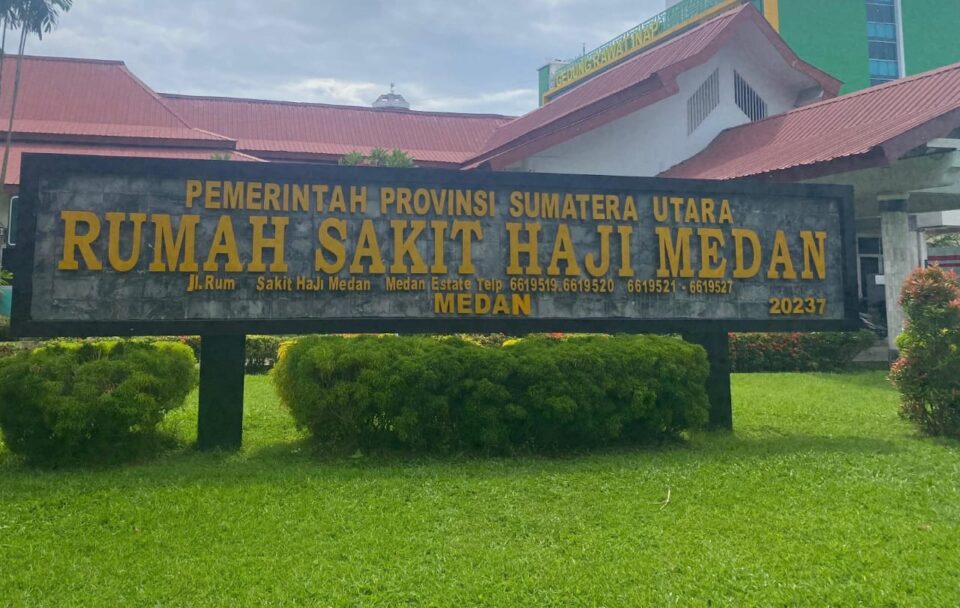 GEDUNG RAWAT INAP
PEMERINTAH PROVINSI SUMATERA UTARA
RUMAH SAKIT HAJI MEDAN
Jl.Rum Sakit HaJi Medan Medan Estate Telp 6619519.6619520 6619521 - 6619527
MEDAN 20237